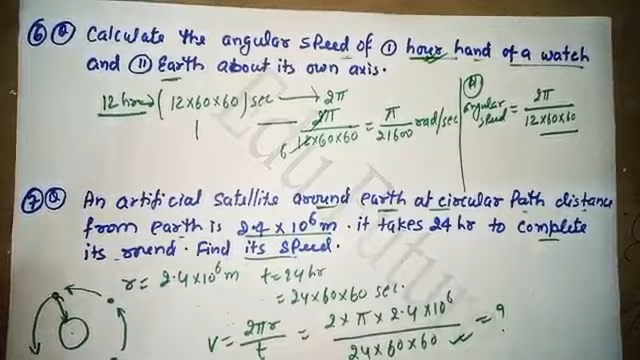 6 Q Calculate the angular speed of (I) hour hand of a watch
and (II) Earth about its own axis.
12 hour → (12×60×60) sec → 2π
1 — 2π/12×60×60 = π/21600 rad/sec
6
(II) angular speed = 2π/12×60×60
7 Q An artificial satellite around earth at circular path distance
from earth is 2.4 × 10⁶ m. it takes 24 hr to complete
its round. Find its speed.
r = 2.4×10⁶ m t = 24 hr
= 24×60×60 sec.
V = 2πr/t = 2×π×2.4×10⁶/24×60×60 = ?
Edu Futur